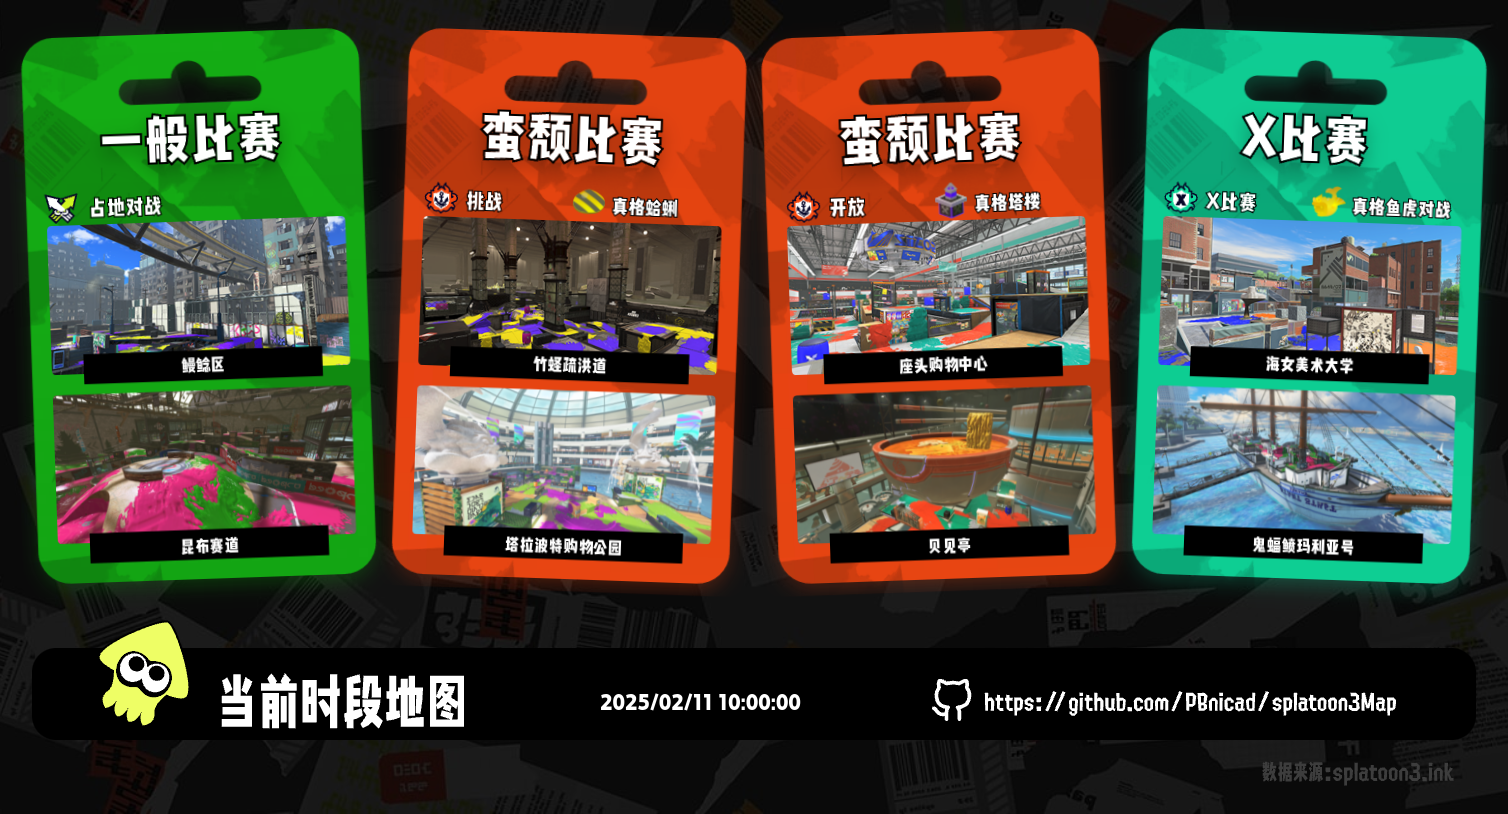 一般比赛
占地对战
鳗鲶区
昆布赛道
蛮颓比赛
挑战
真格蛤蜊
竹蛏疏洪道
塔拉波特购物公园
蛮颓比赛
开放
真格塔楼
座头购物中心
贝见亭
X比赛
X比赛
真格鱼虎对战
海女美术大学
鬼蝠鲼玛利亚号
当前时段地图
2025/02/11 10:00:00
https://github.com/PBnicad/splatoon3Map
数据来源:splatoon3.ink